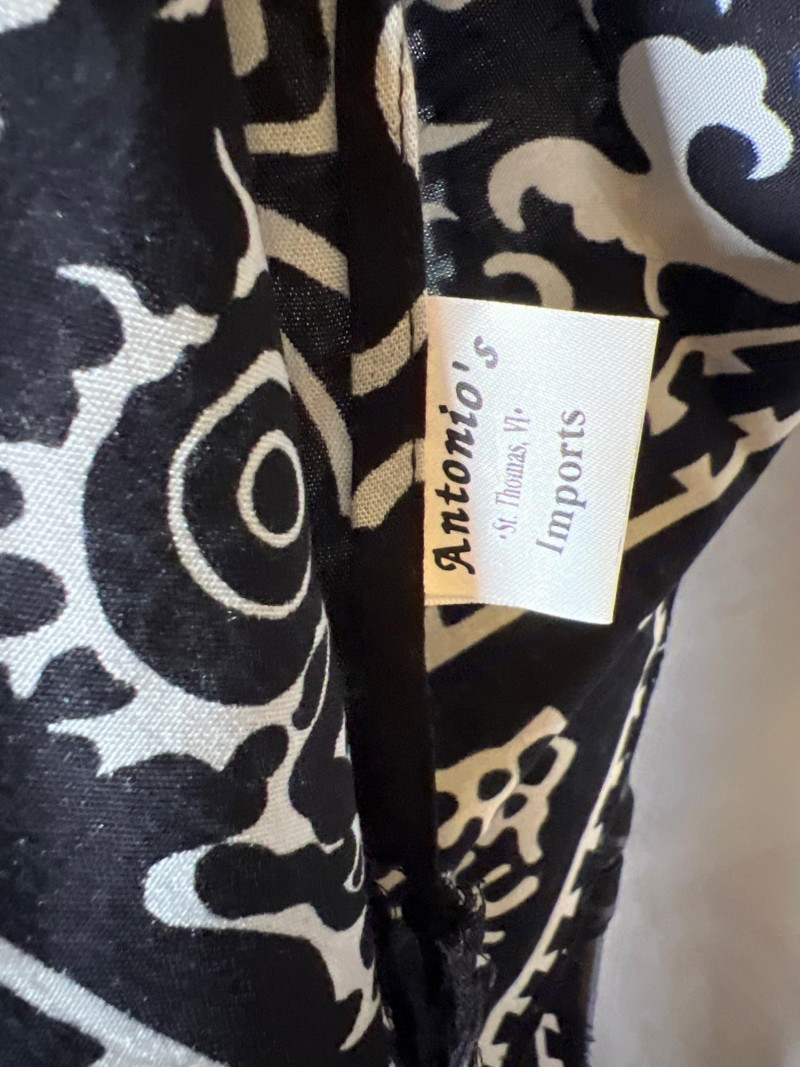 Antonio's
•St. Thomas, VI•
Imports